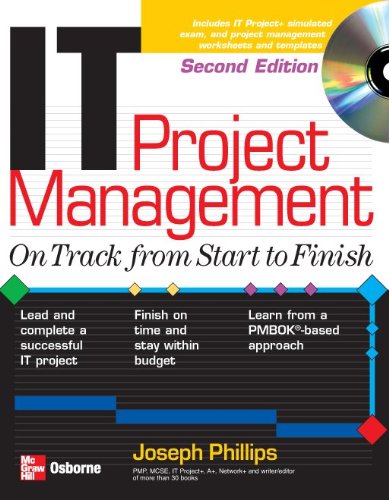 Includes IT Project+ simulated
exam, and project management
worksheets and templates
Second Edition
IT Project
Management
On Track from Start to Finish
Lead and
complete a
successful
IT project
Finish on
time and
stay within
budget
Learn from a
PMBOK®-based
approach
Mc
Graw
Hill
Osborne
Joseph Phillips
PMP, MCSE, IT Project+, A+, Network+ and writer/editor
of more than 30 books